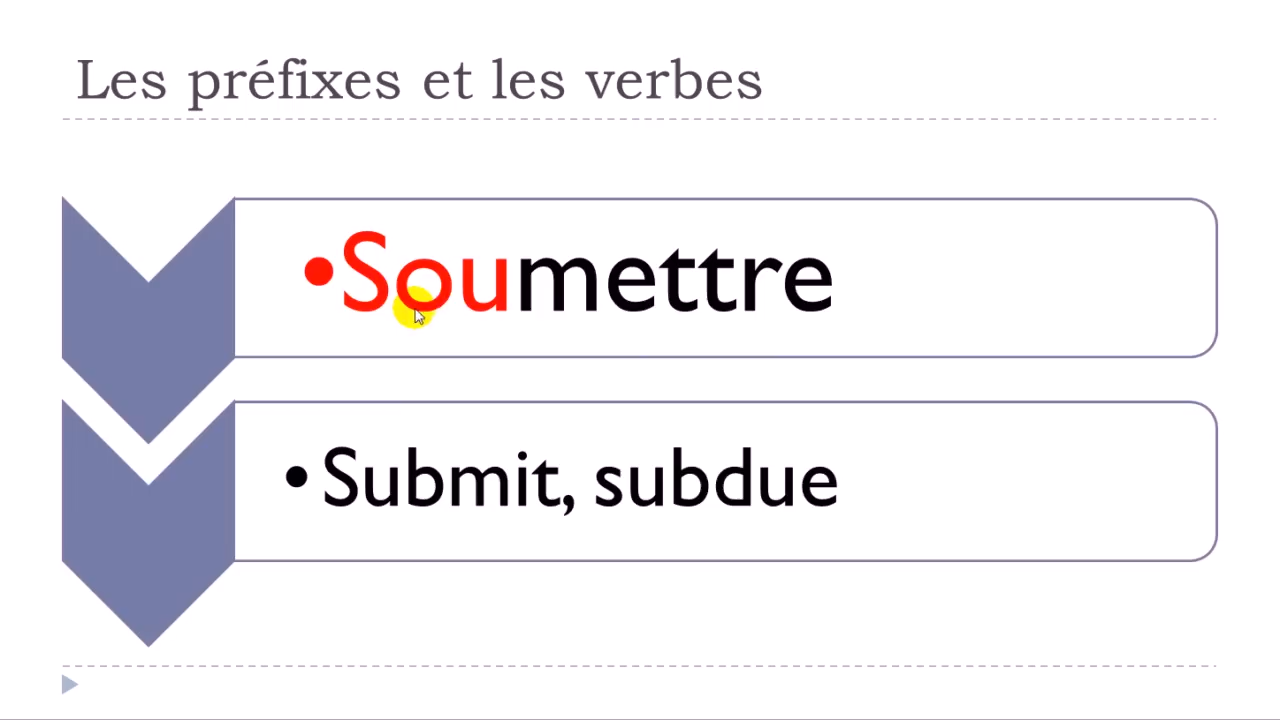 Les préfixes et les verbes
•Soumettre
•Submit, subdue